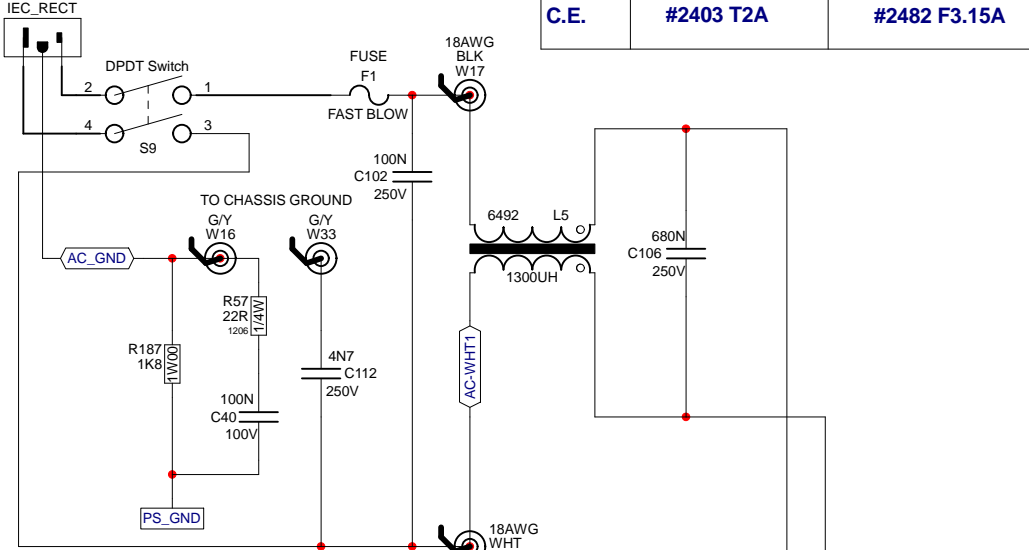 IEC_RECT
C.E.
#2403 T2A
#2482 F3.15A
18AWG
BLK
W17
FUSE
F1
FAST BLOW
DPDT Switch
2
1
4
3
S9
100N
C102
250V
TO CHASSIS GROUND
G/Y
W16
G/Y
W33
6492
L5
1300UH
680N
C106
250V
AC_GND
R57
22R
1206
1/4W
R187
1K8
1W00
4N7
C112
250V
AC-WHT1
100N
C40
100V
PS_GND
18AWG
WHT